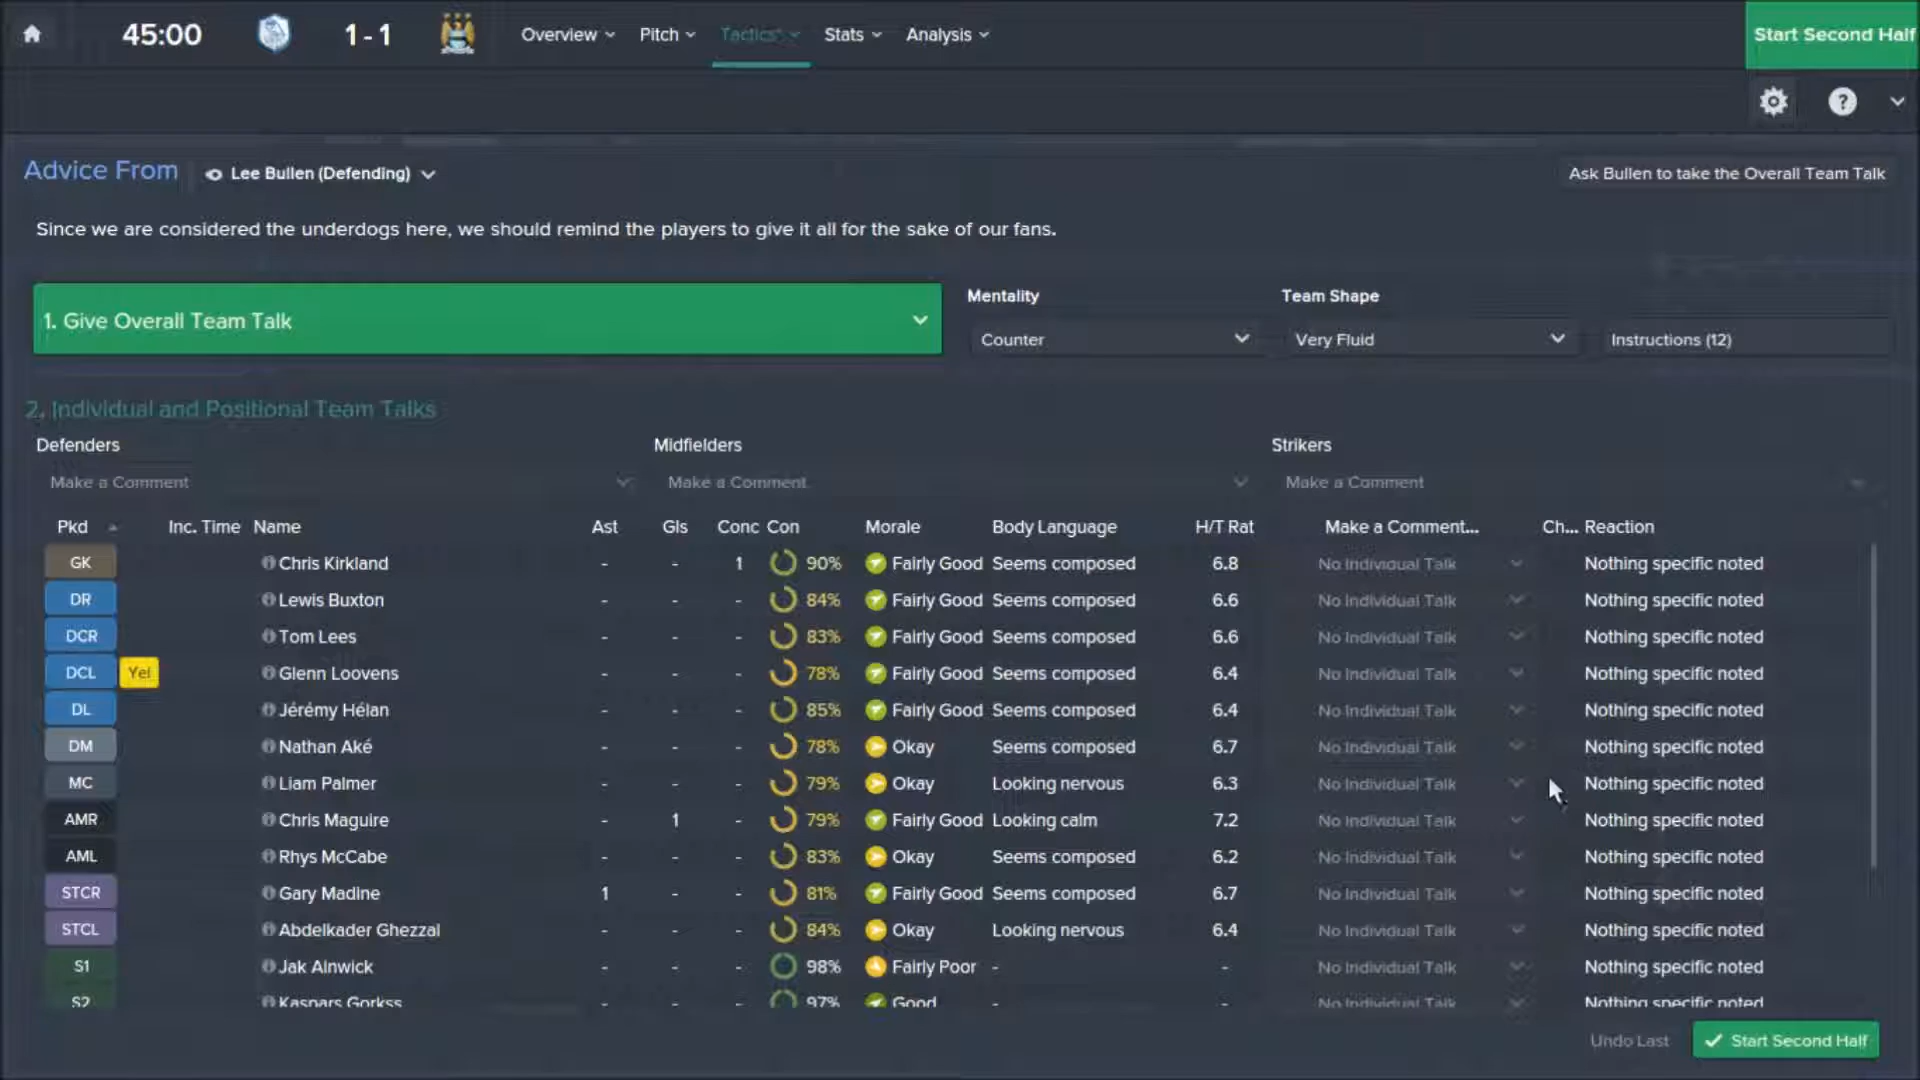 45:00 1 - 1 Overview Pitch Tactics* Stats Analysis Start Second Half
?
Advice From Lee Bullen (Defending) Ask Bullen to take the Overall Team Talk
Since we are considered the underdogs here, we should remind the players to give it all for the sake of our fans.
Mentality Team Shape
1. Give Overall Team Talk
Counter Very Fluid Instructions (12)
2. Individual and Positional Team Talks
Defenders Midfielders Strikers
Make a Comment Make a Comment Make a Comment
Pkd Inc. Time Name Ast Gls Conc Con Morale Body Language H/T Rat Make a Comment... Ch... Reaction
GK Chris Kirkland - - 1 90% Fairly Good Seems composed 6.8 No Individual Talk Nothing specific noted
DR Lewis Buxton - - - 84% Fairly Good Seems composed 6.6 No Individual Talk Nothing specific noted
DCR Tom Lees - - - 83% Fairly Good Seems composed 6.6 No Individual Talk Nothing specific noted
DCL Yel Glenn Loovens - - - 78% Fairly Good Seems composed 6.4 No Individual Talk Nothing specific noted
DL Jérémy Hélan - - - 85% Fairly Good Seems composed 6.4 No Individual Talk Nothing specific noted
DM Nathan Aké - - - 78% Okay Seems composed 6.7 No Individual Talk Nothing specific noted
MC Liam Palmer - - - 79% Okay Looking nervous 6.3 No Individual Talk Nothing specific noted
AMR Chris Maguire - 1 - 79% Fairly Good Looking calm 7.2 No Individual Talk Nothing specific noted
AML Rhys McCabe - - - 83% Okay Seems composed 6.2 No Individual Talk Nothing specific noted
STCR Gary Madine 1 - - 81% Fairly Good Seems composed 6.7 No Individual Talk Nothing specific noted
STCL Abdelkader Ghezzal - - - 84% Okay Looking nervous 6.4 No Individual Talk Nothing specific noted
S1 Jak Alnwick - - - 98% Fairly Poor - - No Individual Talk Nothing specific noted
S2 Kaspars Gorkss - - - 97% Good - - No Individual Talk Nothing specific noted
Undo Last Start Second Half